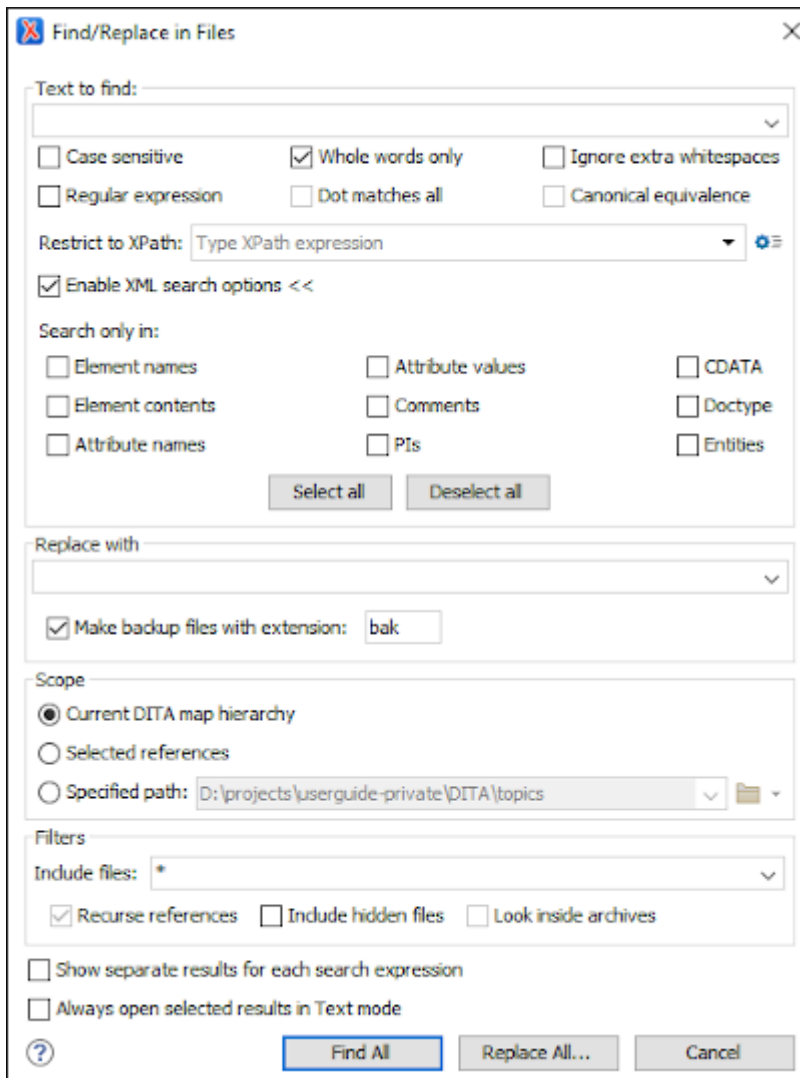 Find/Replace in Files
Text to find:
Case sensitive Whole words only Ignore extra whitespaces
Regular expression Dot matches all Canonical equivalence
Restrict to XPath: Type XPath expression
Enable XML search options <<
Search only in:
Element names Attribute values CDATA
Element contents Comments Doctype
Attribute names PIs Entities
Select all Deselect all
Replace with
Make backup files with extension: bak
Scope
Current DITA map hierarchy
Selected references
Specified path: D:\projects\userguide-private\DITA\topics
Filters
Include files: *
Recurse references Include hidden files Look inside archives
Show separate results for each search expression
Always open selected results in Text mode
? Find All Replace All... Cancel